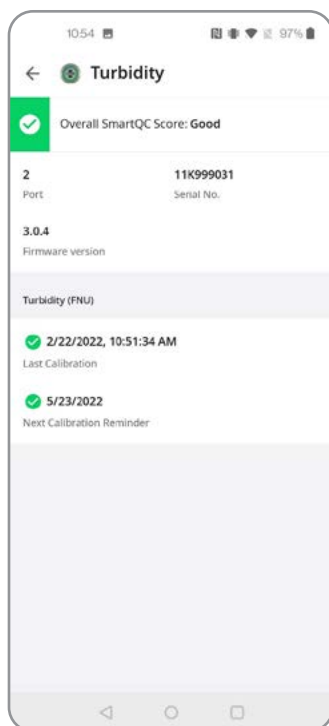 10:54 97%
Turbidity
Overall SmartQC Score: Good
2 11K999031
Port Serial No.
3.0.4
Firmware version
Turbidity (FNU)
2/22/2022, 10:51:34 AM
Last Calibration
5/23/2022
Next Calibration Reminder